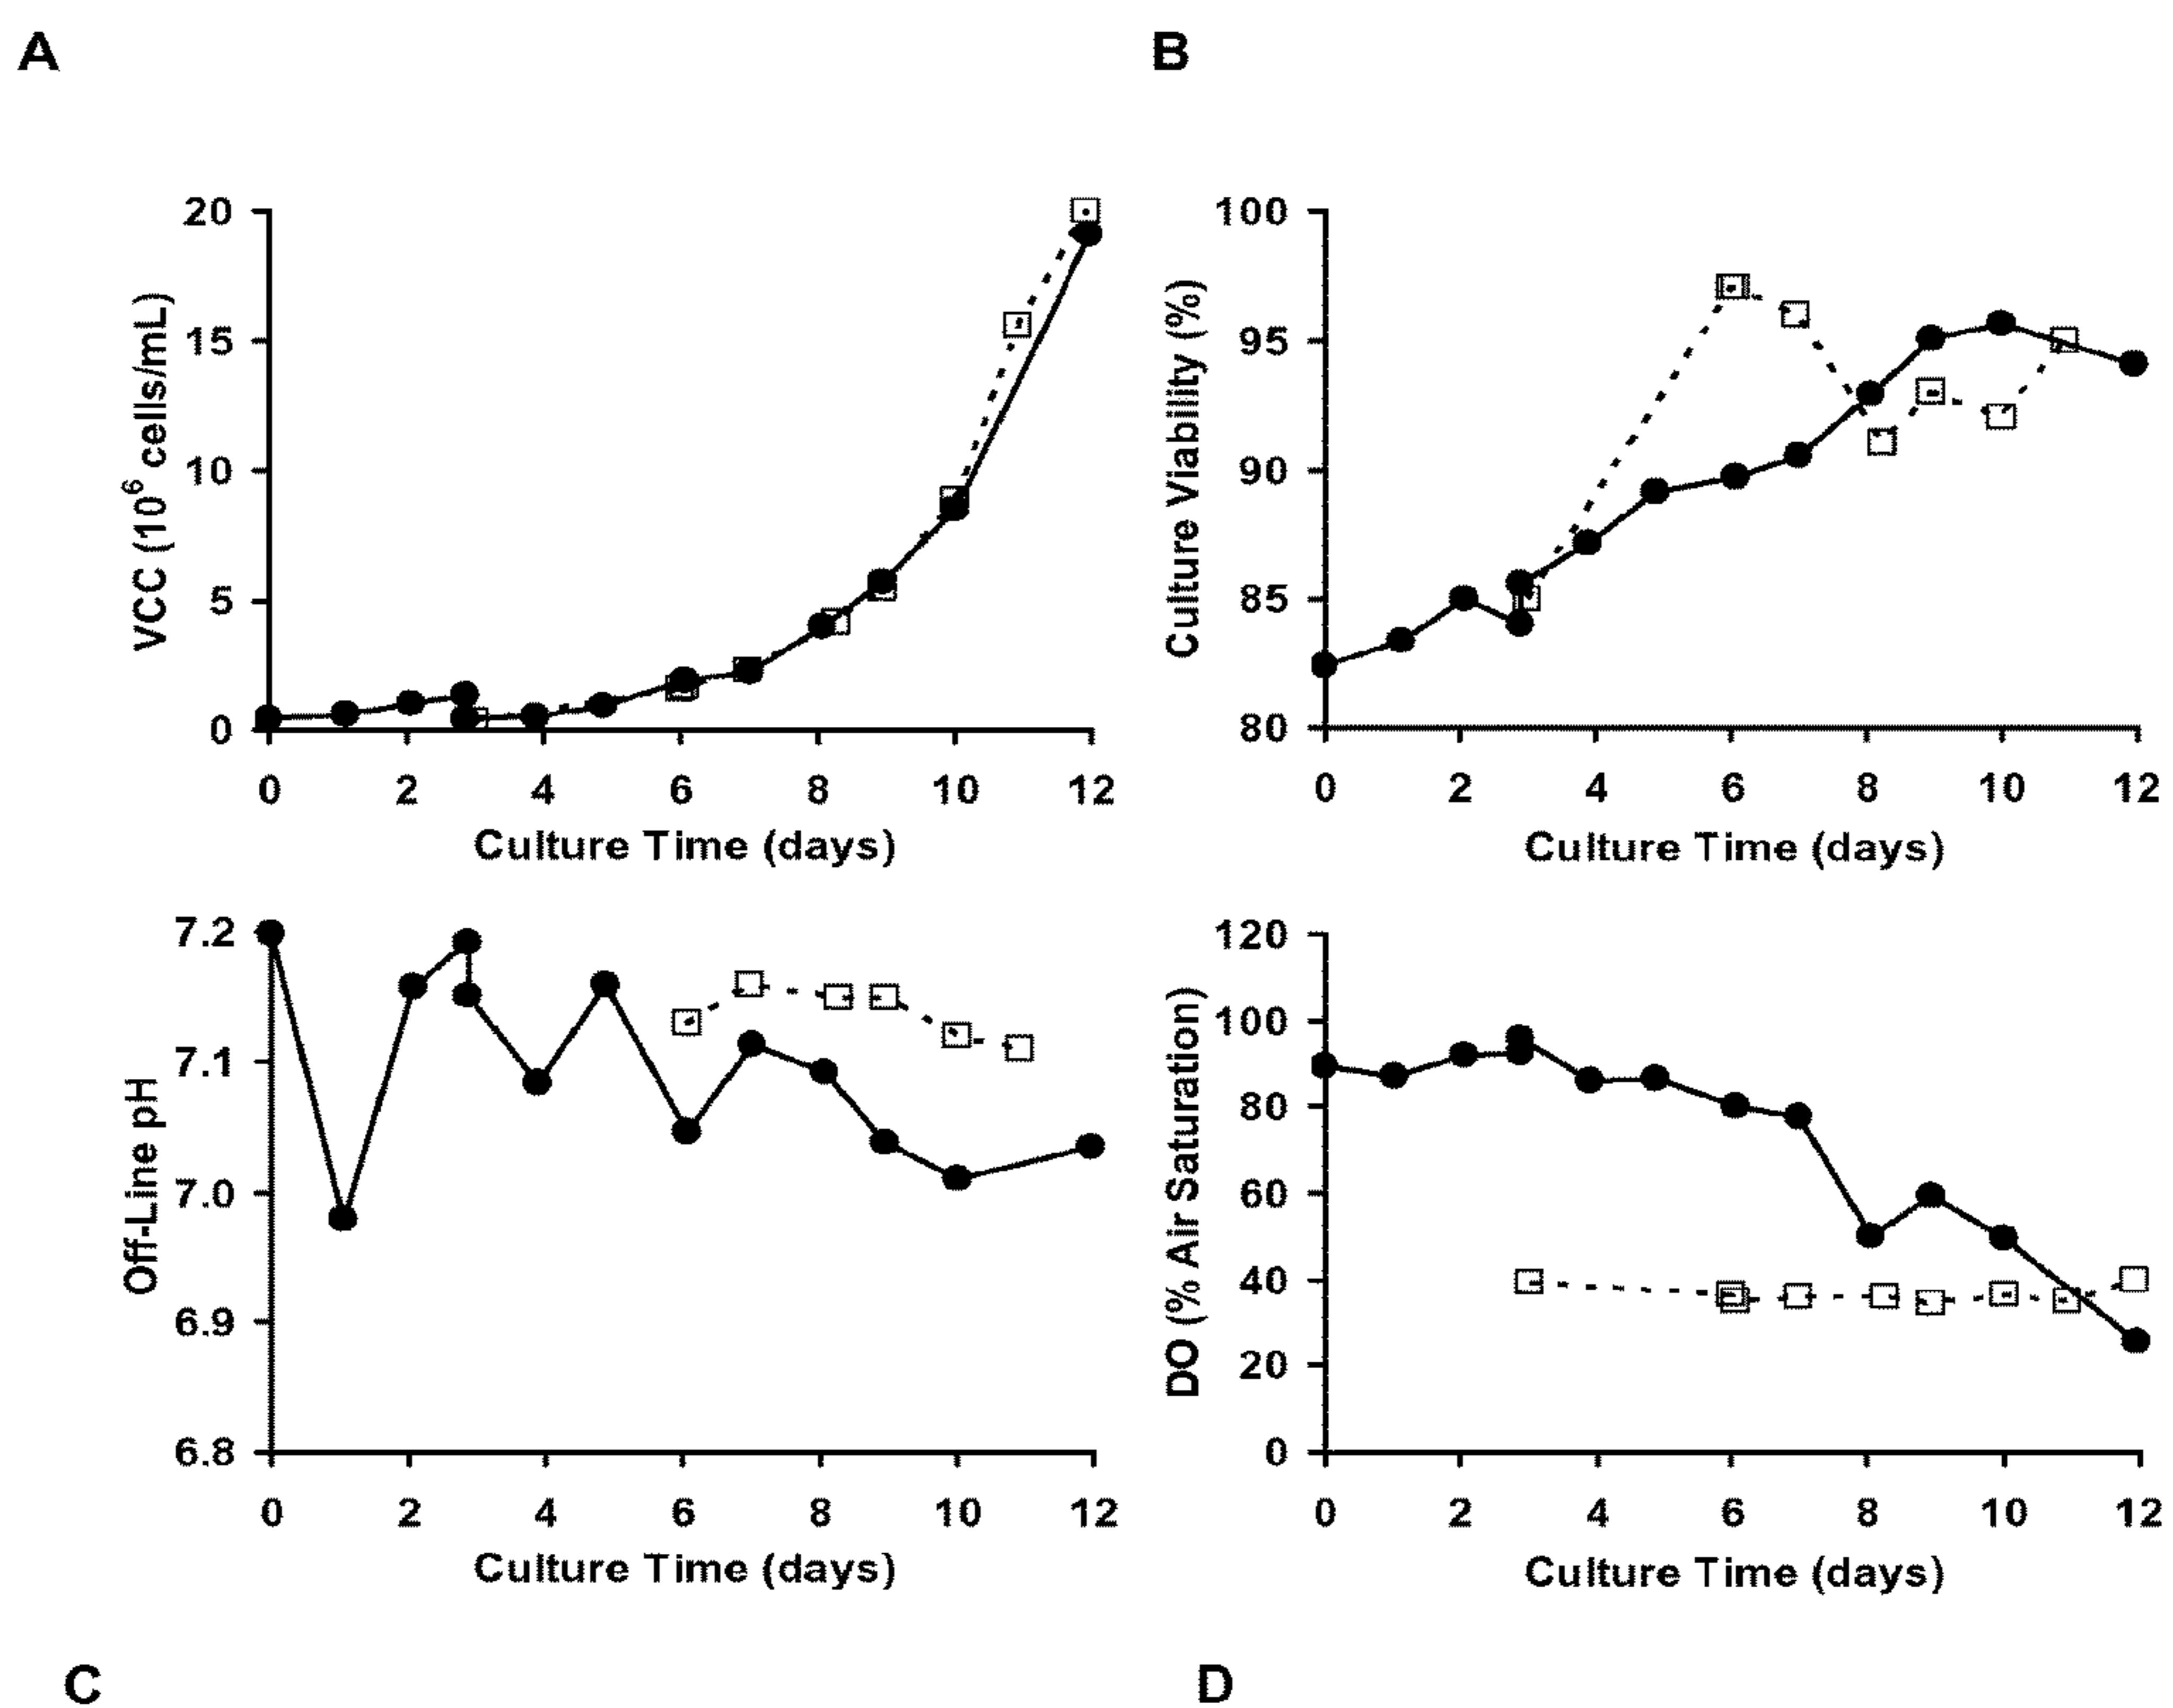 A
B
20
15
10
5
0
VCC (10⁶ cells/mL)
0 2 4 6 8 10 12
Culture Time (days)
100
95
90
85
80
Culture Viability (%)
0 2 4 6 8 10 12
Culture Time (days)
7.2
7.1
7.0
6.9
6.8
Off-Line pH
0 2 4 6 8 10 12
Culture Time (days)
120
100
80
60
40
20
0
DO (% Air Saturation)
0 2 4 6 8 10 12
Culture Time (days)
C
D